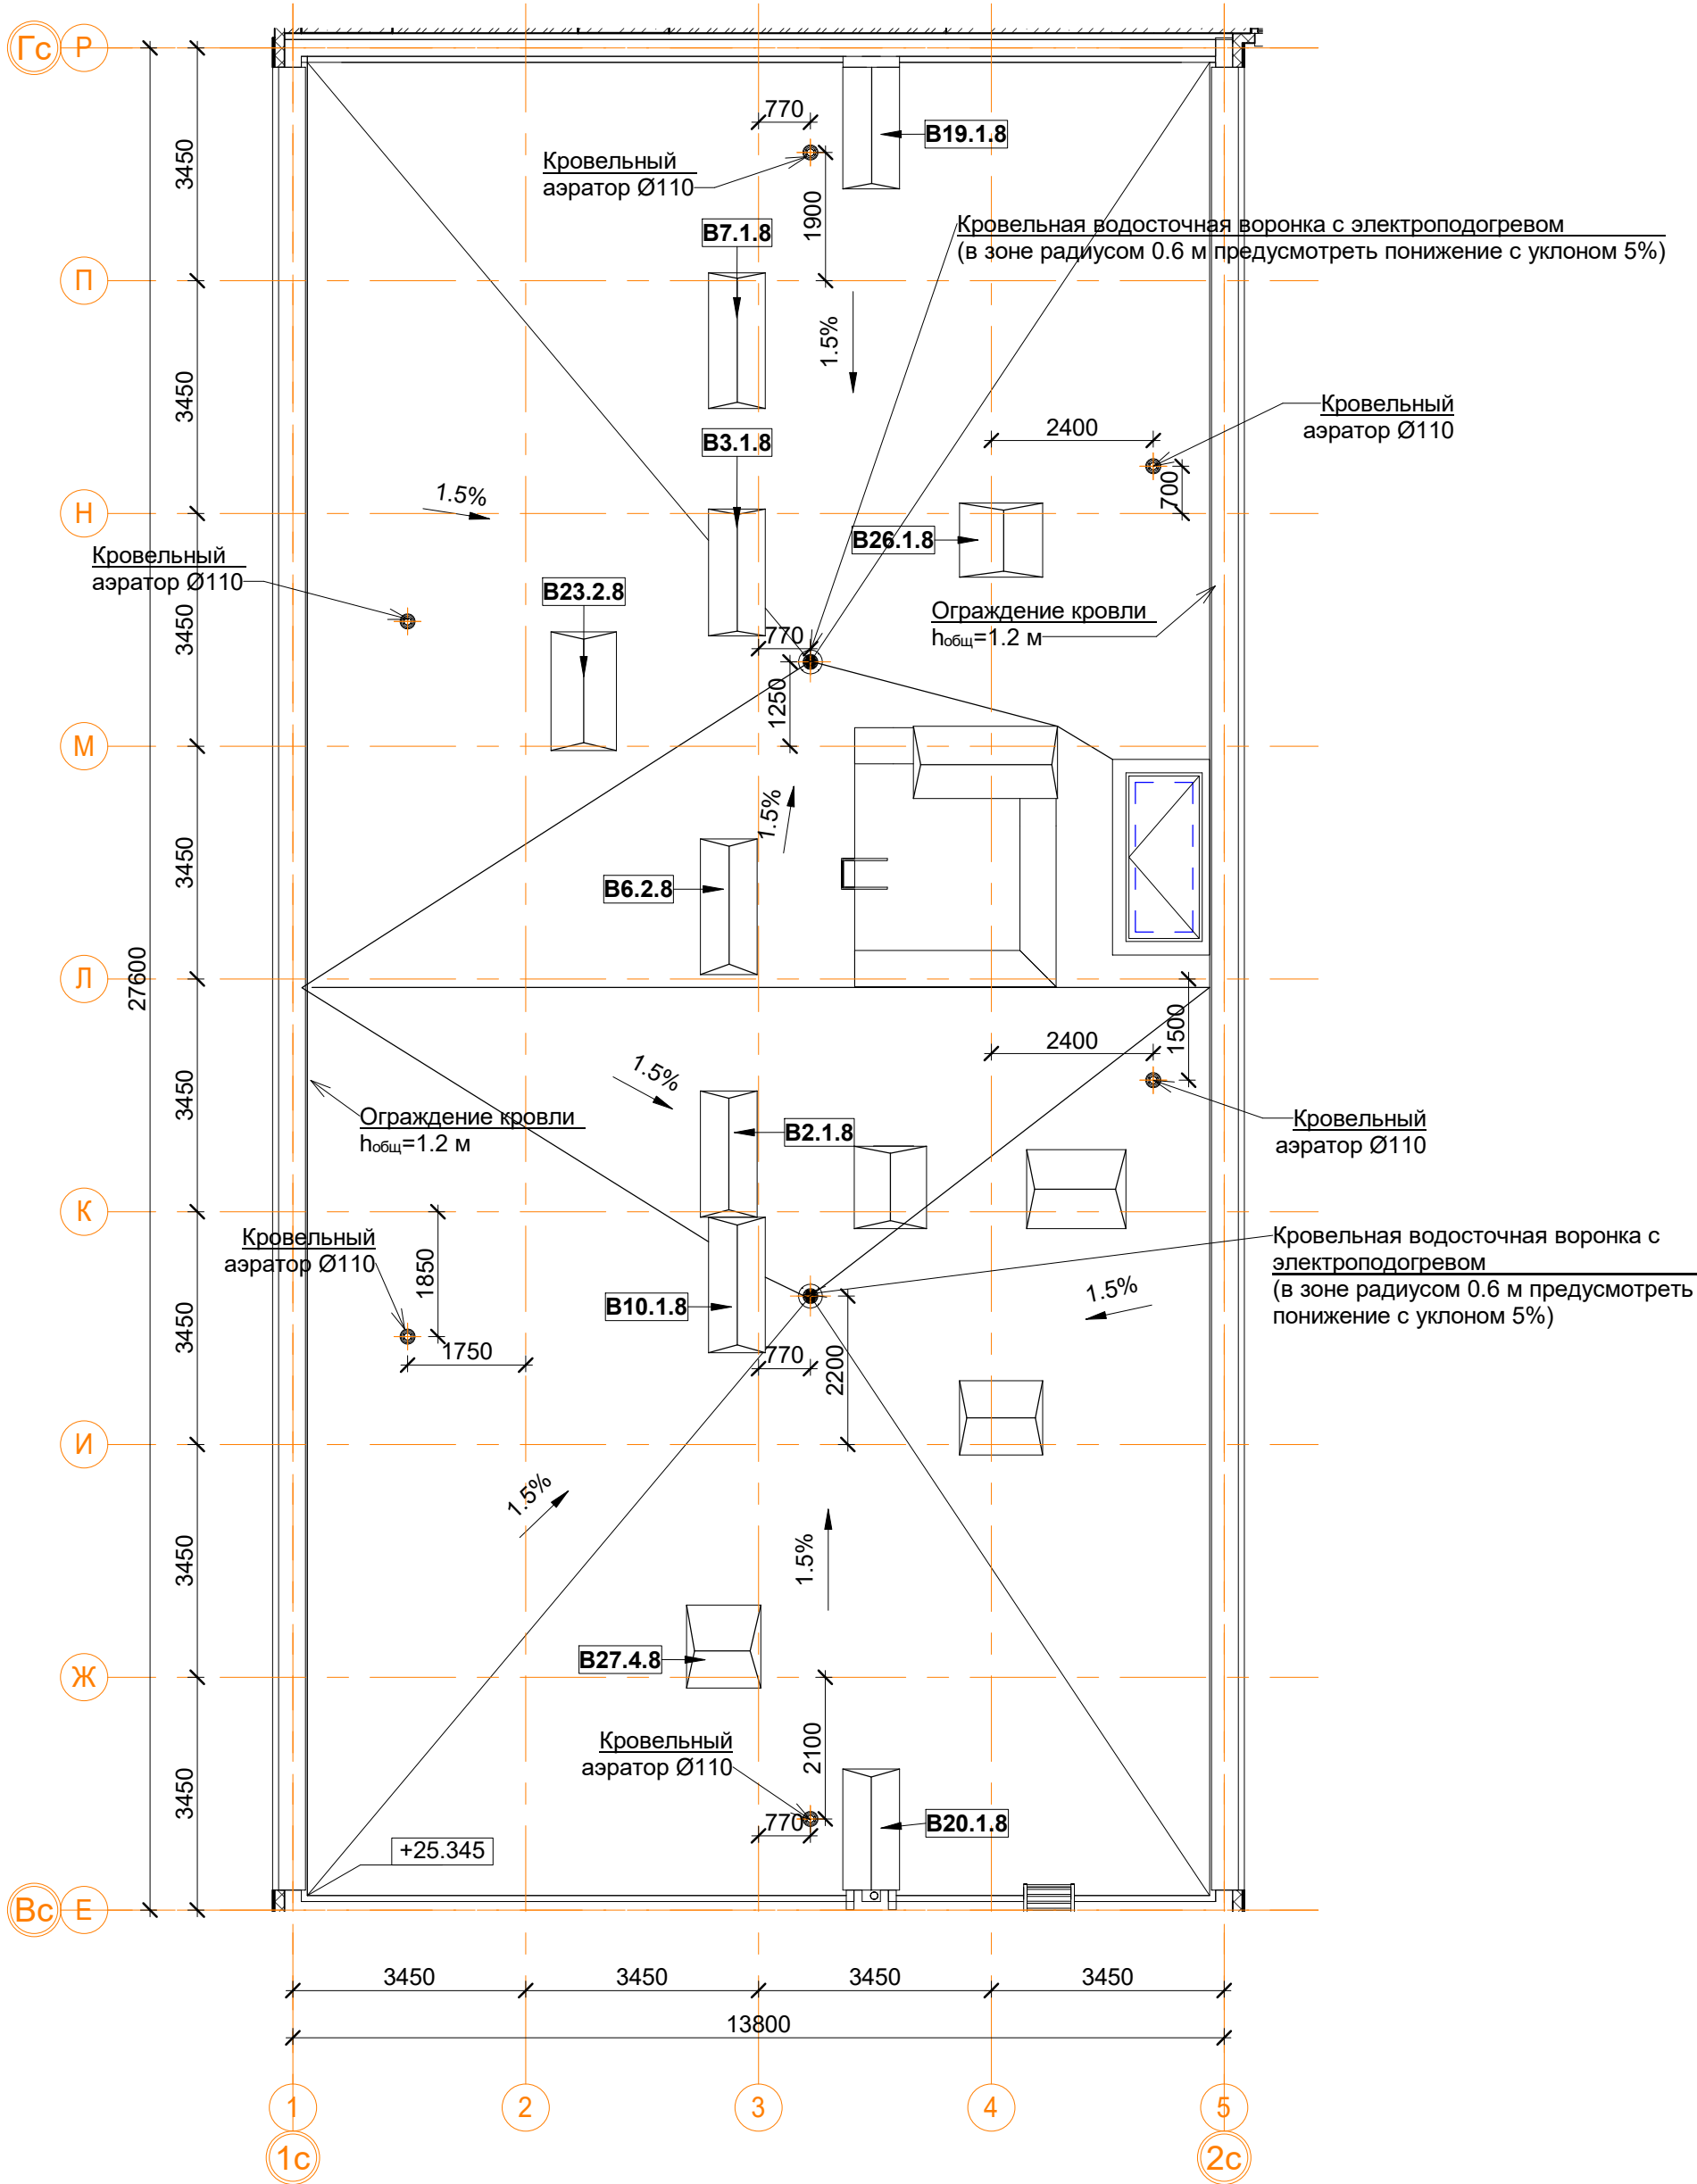 Гс
Р
770
В19.1.8
Кровельный
аэратор Ø110
3450
1900
В7.1.8
Кровельная водосточная воронка с электроподогревом
(в зоне радиусом 0.6 м предусмотреть понижение с уклоном 5%)
П
1.5%
3450
Кровельный
аэратор Ø110
2400
В3.1.8
700
1.5%
Н
В26.1.8
Кровельный
аэратор Ø110
В23.2.8
3450
Ограждение кровли
hобщ=1.2 м
770
1250
М
1.5%
3450
В6.2.8
Л
27600
1500
2400
1.5%
3450
Ограждение кровли
hобщ=1.2 м
В2.1.8
Кровельный
аэратор Ø110
К
Кровельный
аэратор Ø110
1850
Кровельная водосточная воронка с
электроподогревом
(в зоне радиусом 0.6 м предусмотреть
понижение с уклоном 5%)
1.5%
В10.1.8
3450
1750
770
2200
И
1.5%
1.5%
3450
В27.4.8
Ж
2100
Кровельный
аэратор Ø110
3450
770
В20.1.8
+25.345
Вс
Е
3450
3450
3450
3450
13800
1
2
3
4
5
1с
2с